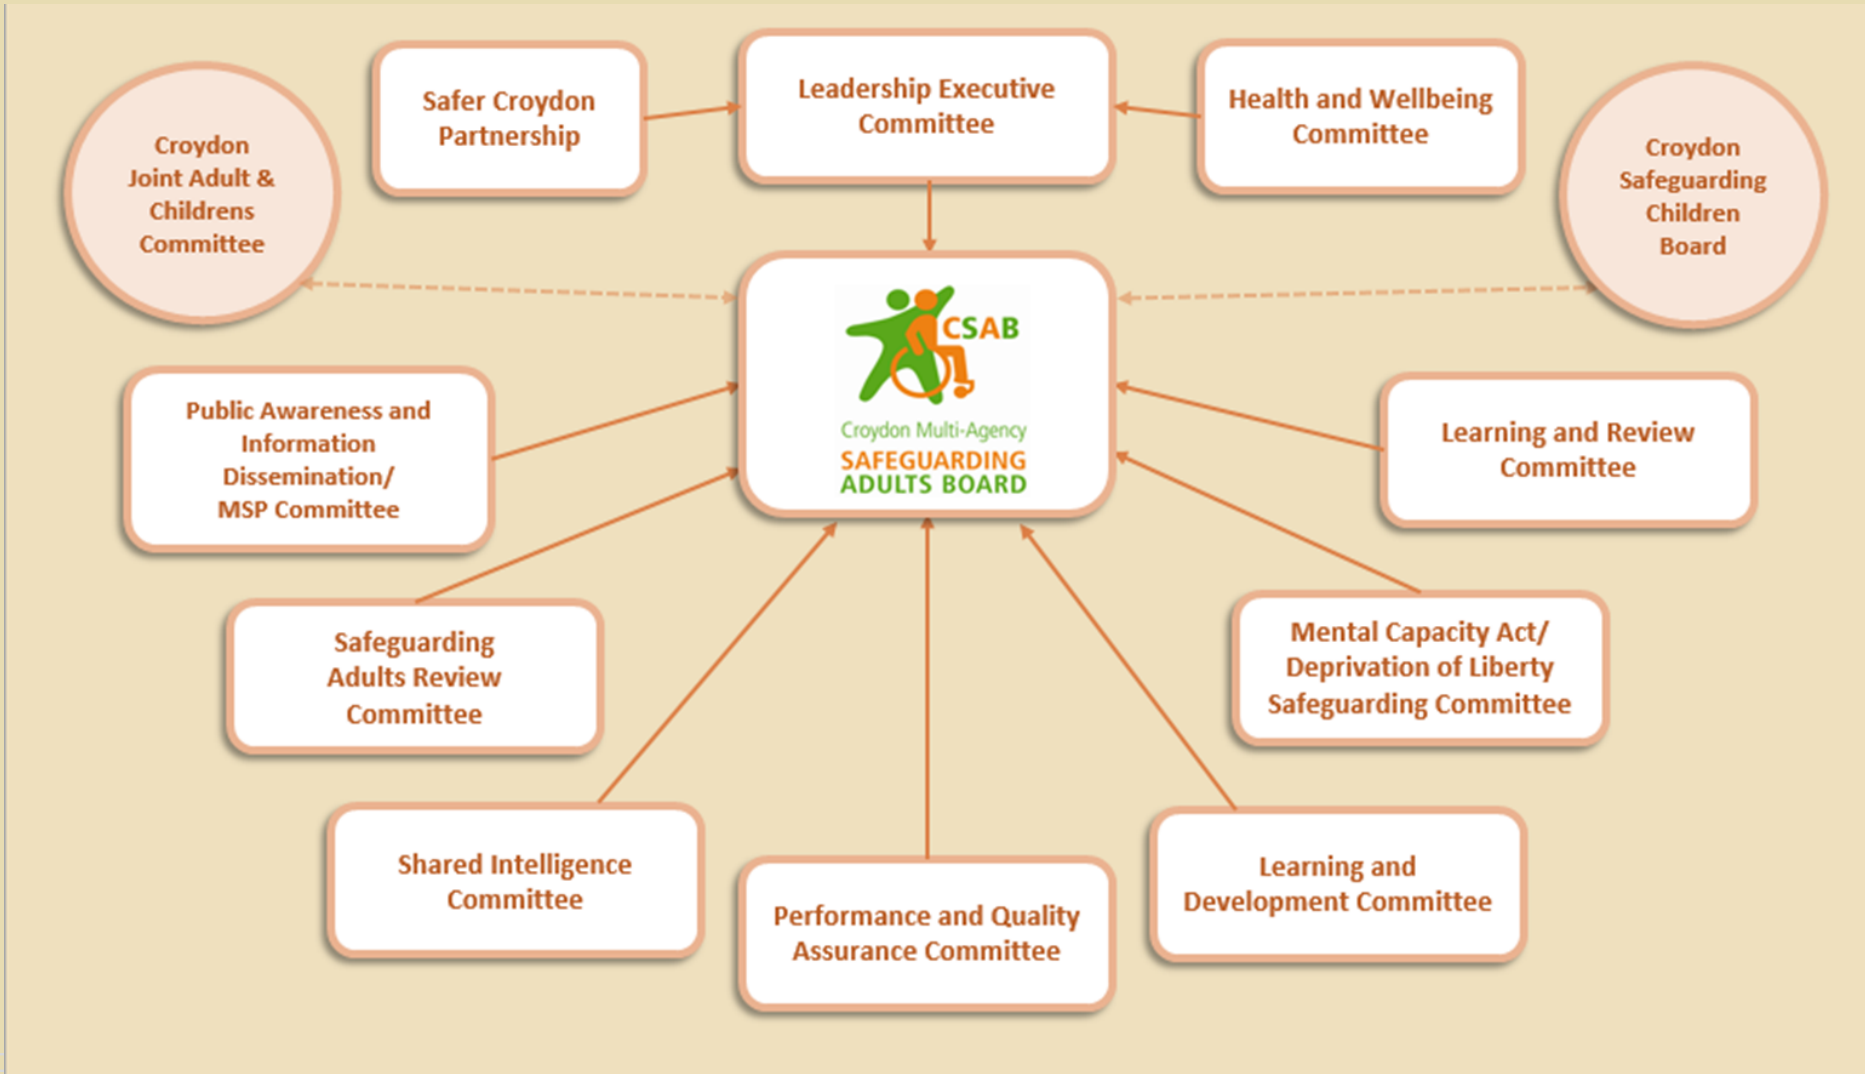 Croydon
Joint Adult &
Childrens
Committee
Safer Croydon
Partnership
Leadership Executive
Committee
Health and Wellbeing
Committee
Croydon
Safeguarding
Children
Board
CSAB
Croydon Multi-Agency
SAFEGUARDING
ADULTS BOARD
Public Awareness and
Information
Dissemination/
MSP Committee
Learning and Review
Committee
Safeguarding
Adults Review
Committee
Mental Capacity Act/
Deprivation of Liberty
Safeguarding Committee
Shared Intelligence
Committee
Performance and Quality
Assurance Committee
Learning and
Development Committee